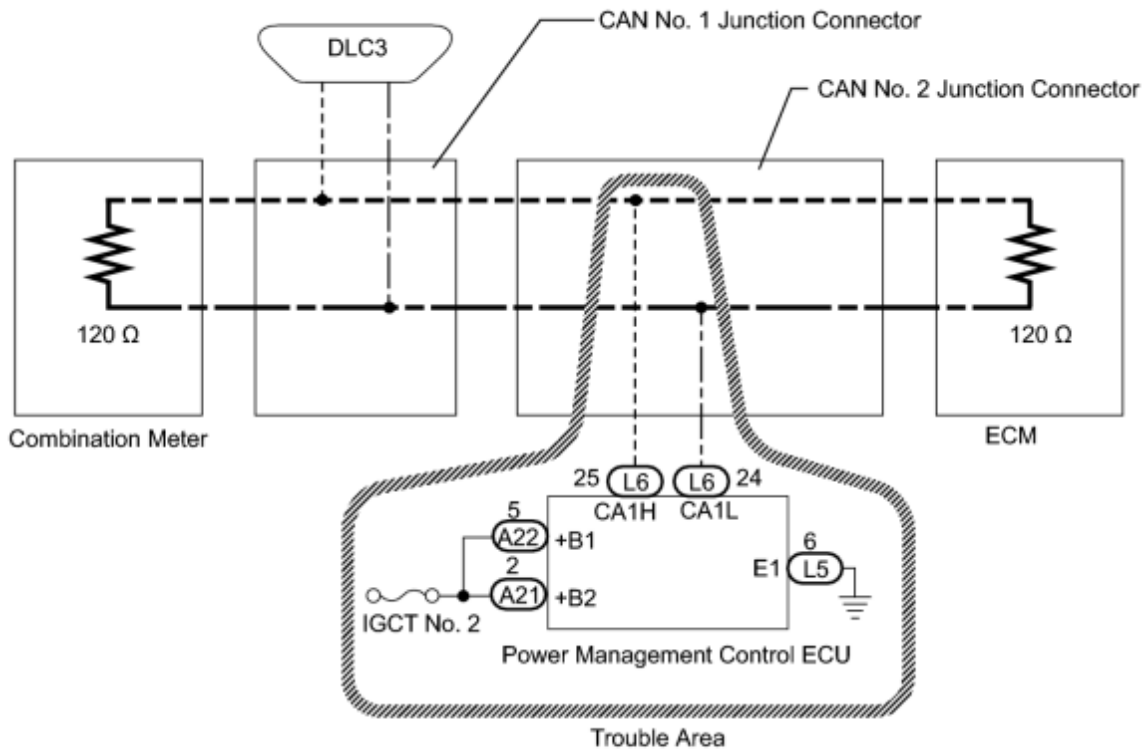 CAN No. 1 Junction Connector
DLC3
CAN No. 2 Junction Connector
120 Ω
120 Ω
Combination Meter
ECM
25 L6 L6 24
CA1H CA1L
5
A22 +B1
6
E1 L5
2
A21 +B2
IGCT No. 2
Power Management Control ECU
Trouble Area